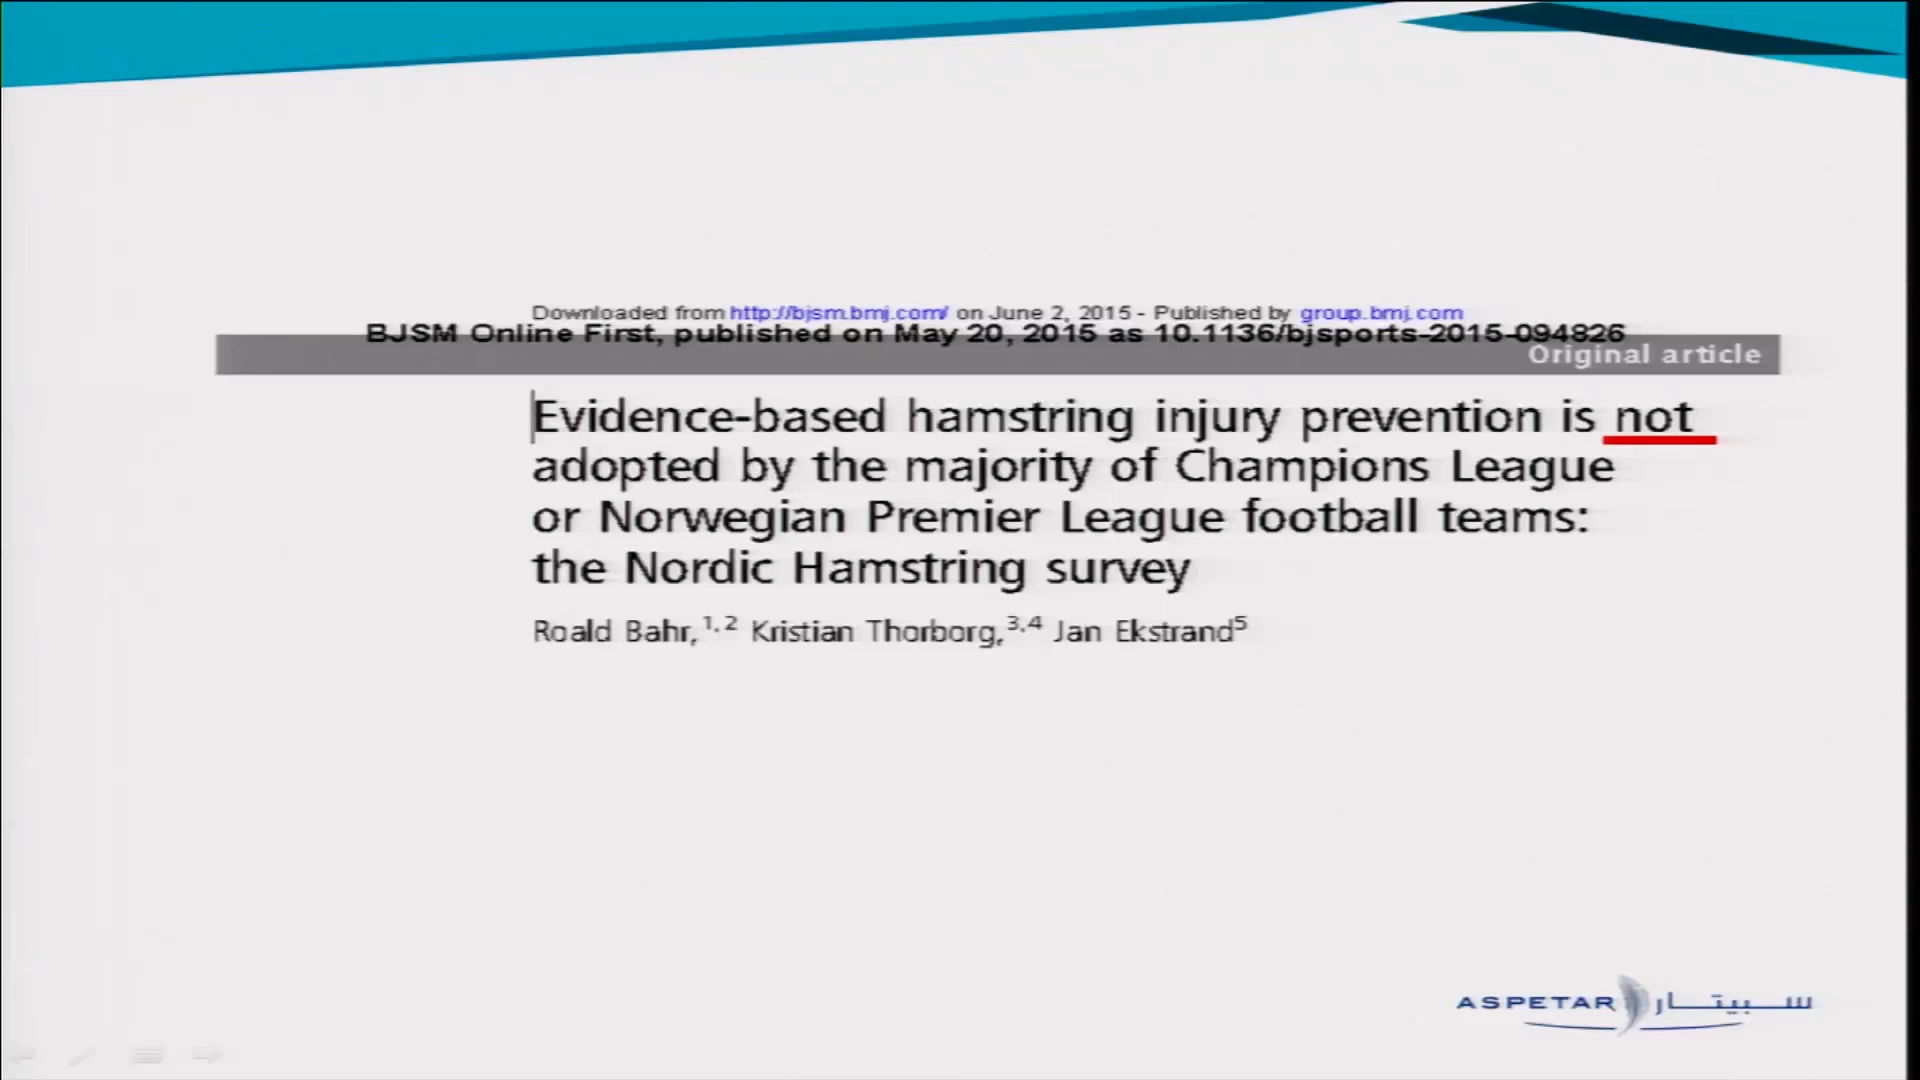 Downloaded from http://bjsm.bmj.com/ on June 2, 2015 - Published by group.bmj.com
BJSM Online First, published on May 20, 2015 as 10.1136/bjsports-2015-094826
Original article
Evidence-based hamstring injury prevention is not
adopted by the majority of Champions League
or Norwegian Premier League football teams:
the Nordic Hamstring survey
Roald Bahr,1,2 Kristian Thorborg,3,4 Jan Ekstrand5
ASPETAR سبيتار